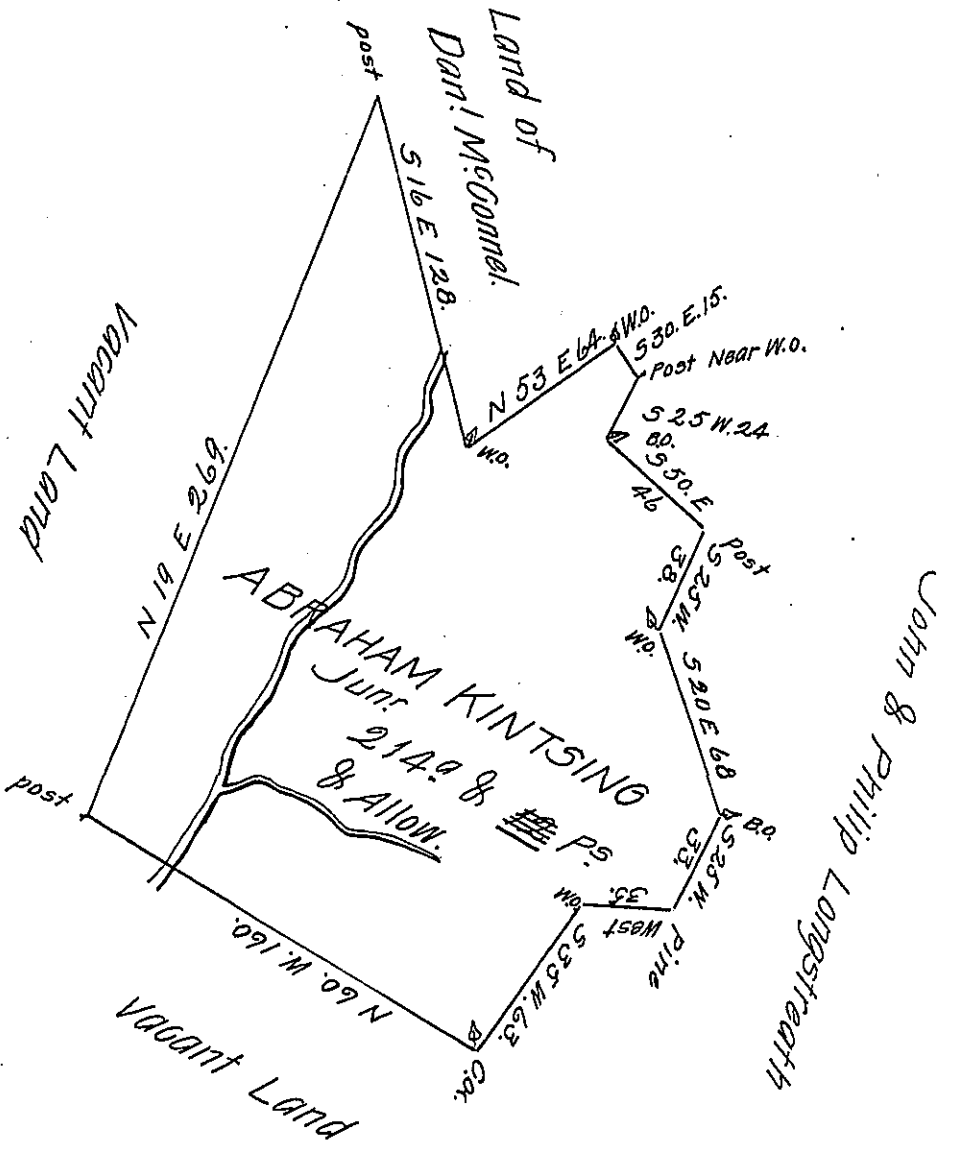 Land of
Dan.l McConnel.
post
S 16 E 128.
W.O.
N 53 E 64.
W.O.
S 30. E. 15.
Post Near W.O.
S 25 W. 24
B.O.
S 50. E
46
post
S 25 W.
38.
W.O.
S 20 E 68
B.O.
S 25 W.
33.
Pine
West
35.
W.O.
S 35 W. 63.
C.O.
N 60. W. 160.
post
N 19 E 269.
Vacant Land
Vacant Land
John & Philip Longstreath
ABRAHAM KINTSING
Junr
214.a &
Ps
& Allow.